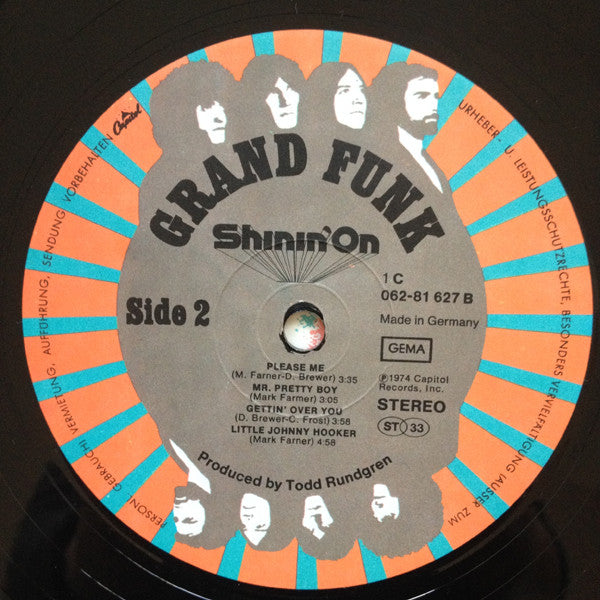 GRAND FUNK
Shinin' On
Side 2
1 C
062-81 627 B
Made in Germany
GEMA
℗ 1974 Capitol
Records, Inc.
STEREO
ST 33
PLEASE ME
(M. Farner-D. Brewer) 3:35
MR. PRETTY BOY
(Mark Farner) 3:05
GETTIN' OVER YOU
(D. Brewer-C. Frost) 3:58
LITTLE JOHNNY HOOKER
(Mark Farner) 4:58
Produced by Todd Rundgren
Capitol
URHEBER- U. LEISTUNGSSCHUTZRECHTE, BESONDERS VERVIELFÄLTIGUNG (AUSSER ZUM
PERSÖNL. GEBRAUCH) VERMIETUNG, AUFFÜHRUNG, SENDUNG VORBEHALTEN